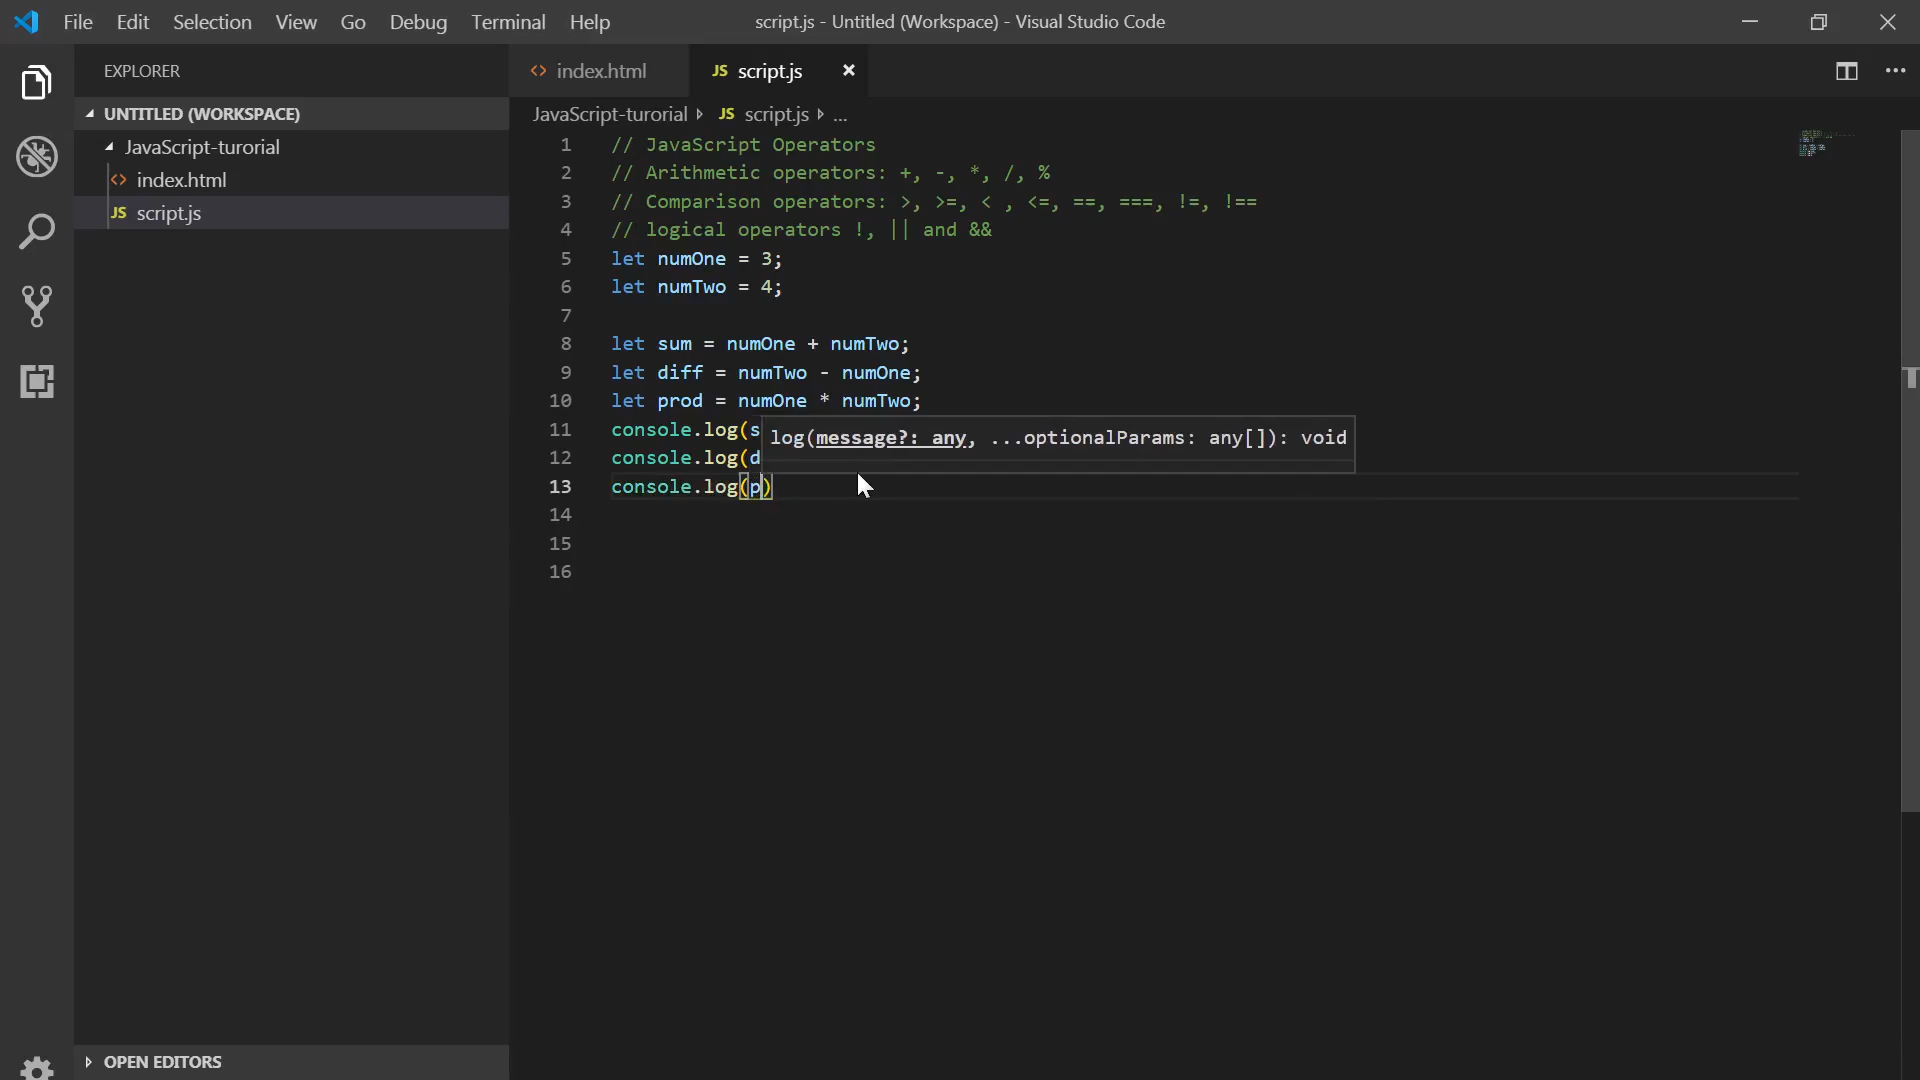 File Edit Selection View Go Debug Terminal Help script.js - Untitled (Workspace) - Visual Studio Code
EXPLORER
UNTITLED (WORKSPACE)
JavaScript-turorial
<> index.html
JS script.js
OPEN EDITORS
<> index.html JS script.js ×
JavaScript-turorial JS script.js ...
1 // JavaScript Operators
2 // Arithmetic operators: +, -, *, /, %
3 // Comparison operators: >, >=, < , <=, ==, ===, !=, !==
4 // logical operators !, || and &&
5 let numOne = 3;
6 let numTwo = 4;
7
8 let sum = numOne + numTwo;
9 let diff = numTwo - numOne;
10 let prod = numOne * numTwo;
11 console.log(s
log(message?: any, ...optionalParams: any[]): void
12 console.log(d
13 console.log(p)
14
15
16